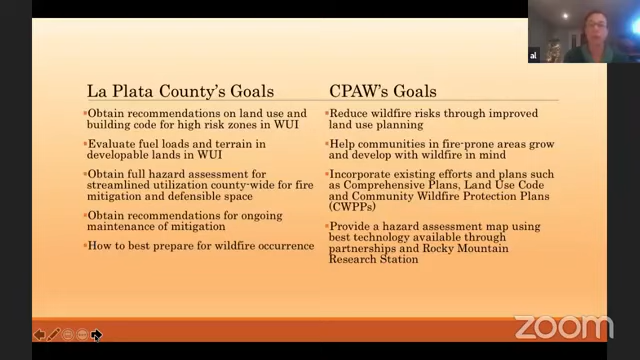 La Plata County's Goals
Obtain recommendations on land use and
building code for high risk zones in WUI
Evaluate fuel loads and terrain in
developable lands in WUI
Obtain full hazard assessment for
streamlined utilization county-wide for fire
mitigation and defensible space
Obtain recommendations for ongoing
maintenance of mitigation
How to best prepare for wildfire occurrence
CPAW's Goals
Reduce wildfire risks through improved
land use planning
Help communities in fire-prone areas grow
and develop with wildfire in mind
Incorporate existing efforts and plans such
as Comprehensive Plans, Land Use Code
and Community Wildfire Protection Plans
(CWPPs)
Provide a hazard assessment map using
best technology available through
partnerships and Rocky Mountain
Research Station
al
zoom